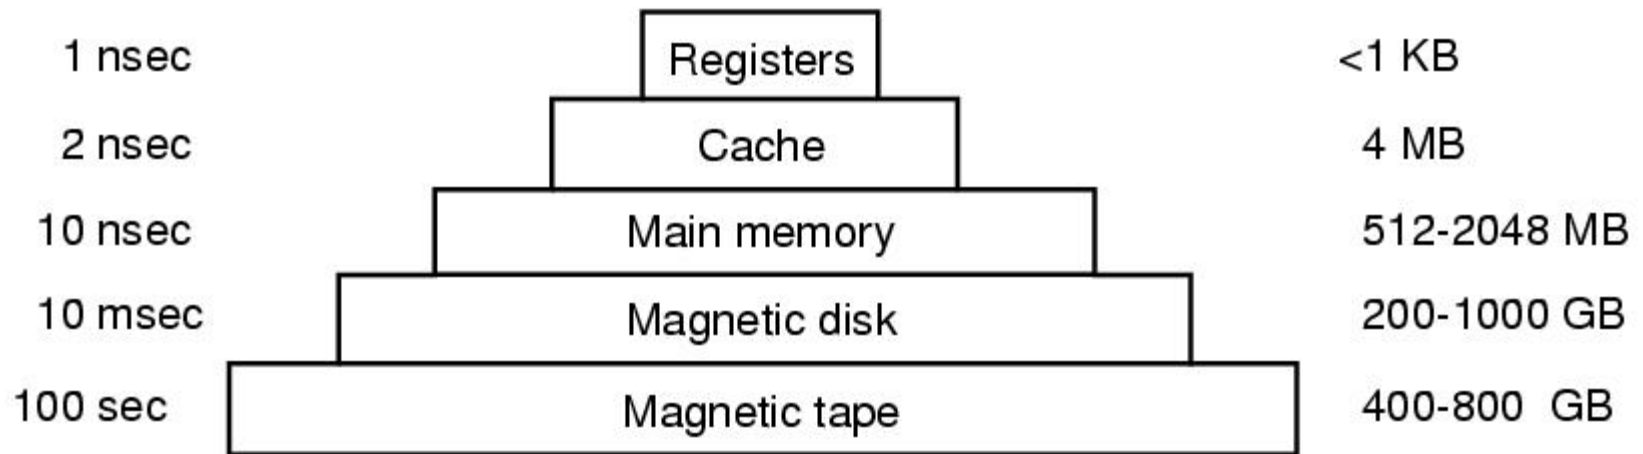 1 nsec Registers <1 KB
2 nsec Cache 4 MB
10 nsec Main memory 512-2048 MB
10 msec Magnetic disk 200-1000 GB
100 sec Magnetic tape 400-800 GB